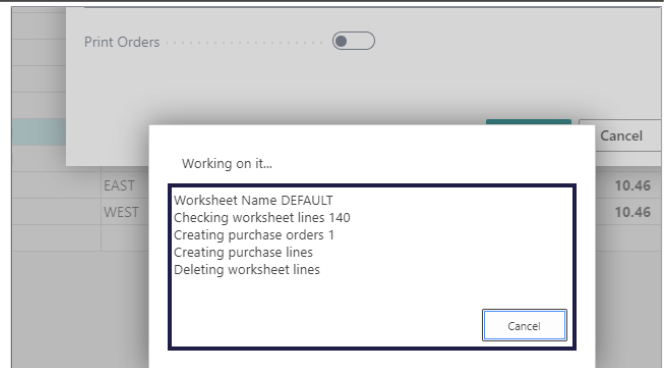 Print Orders
Cancel
Working on it...
EAST 10.46
WEST 10.46
Worksheet Name DEFAULT
Checking worksheet lines 140
Creating purchase orders 1
Creating purchase lines
Deleting worksheet lines
Cancel